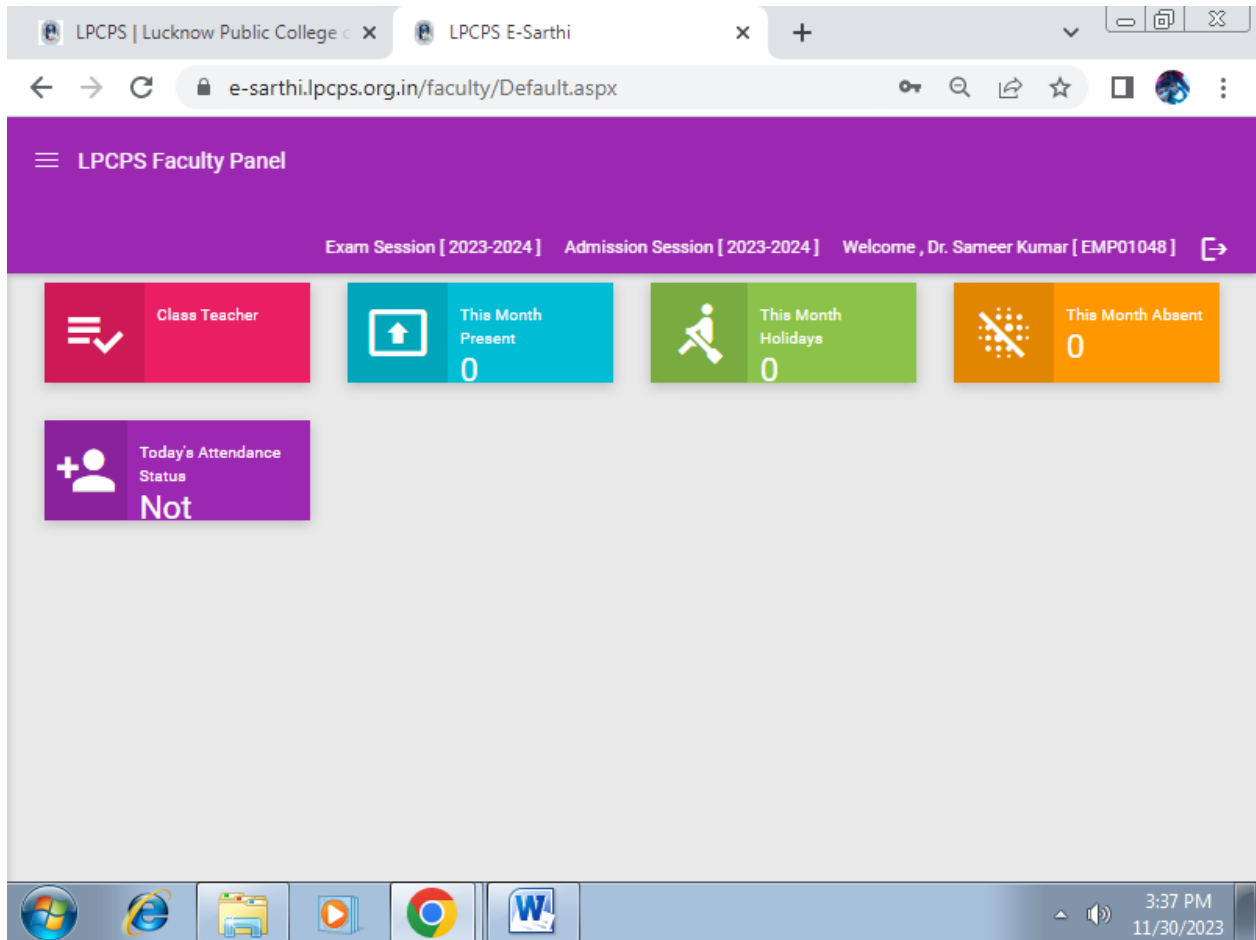 LPCPS | Lucknow Public College
LPCPS E-Sarthi
e-sarthi.lpcps.org.in/faculty/Default.aspx
LPCPS Faculty Panel
Exam Session [ 2023-2024 ] Admission Session [ 2023-2024 ] Welcome , Dr. Sameer Kumar [ EMP01048 ]
Class Teacher
This Month
Present
0
This Month
Holidays
0
This Month Absent
0
Today's Attendance
Status
Not
3:37 PM
11/30/2023